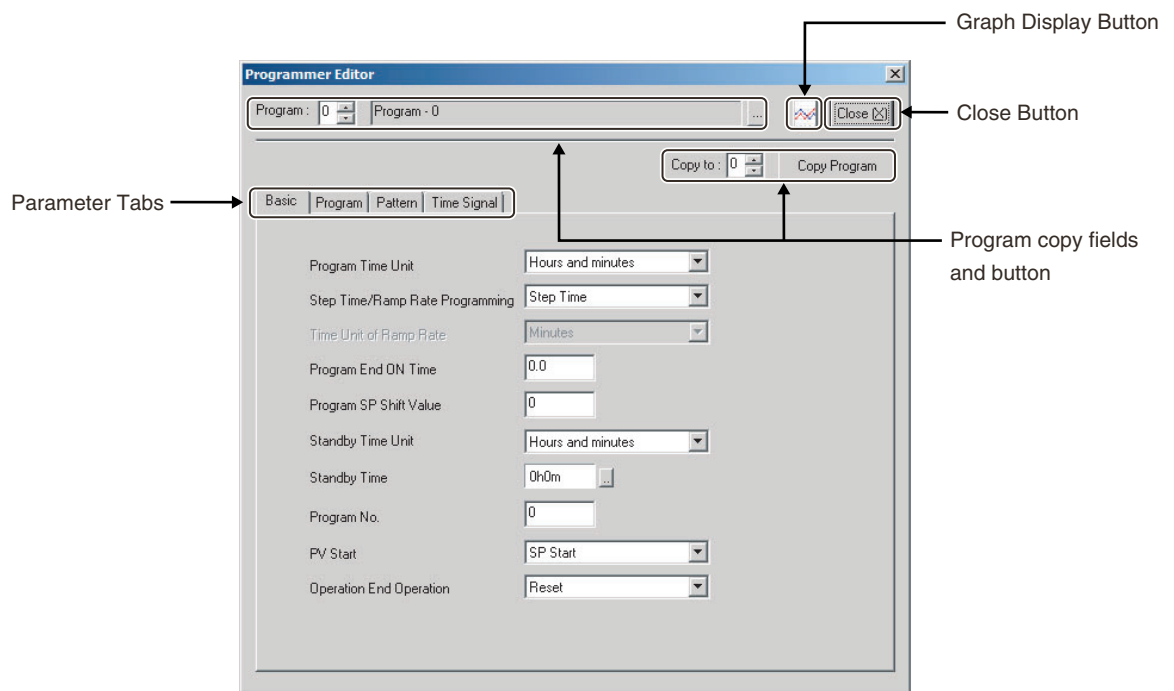 Graph Display Button
Programmer Editor
Program : 0 Program - 0 ... Close (X)
Close Button
Copy to : 0 Copy Program
Parameter Tabs
Basic Program Pattern Time Signal
Program copy fields
and button
Program Time Unit Hours and minutes
Step Time/Ramp Rate Programming Step Time
Time Unit of Ramp Rate Minutes
Program End ON Time 0.0
Program SP Shift Value 0
Standby Time Unit Hours and minutes
Standby Time 0h0m ..
Program No. 0
PV Start SP Start
Operation End Operation Reset